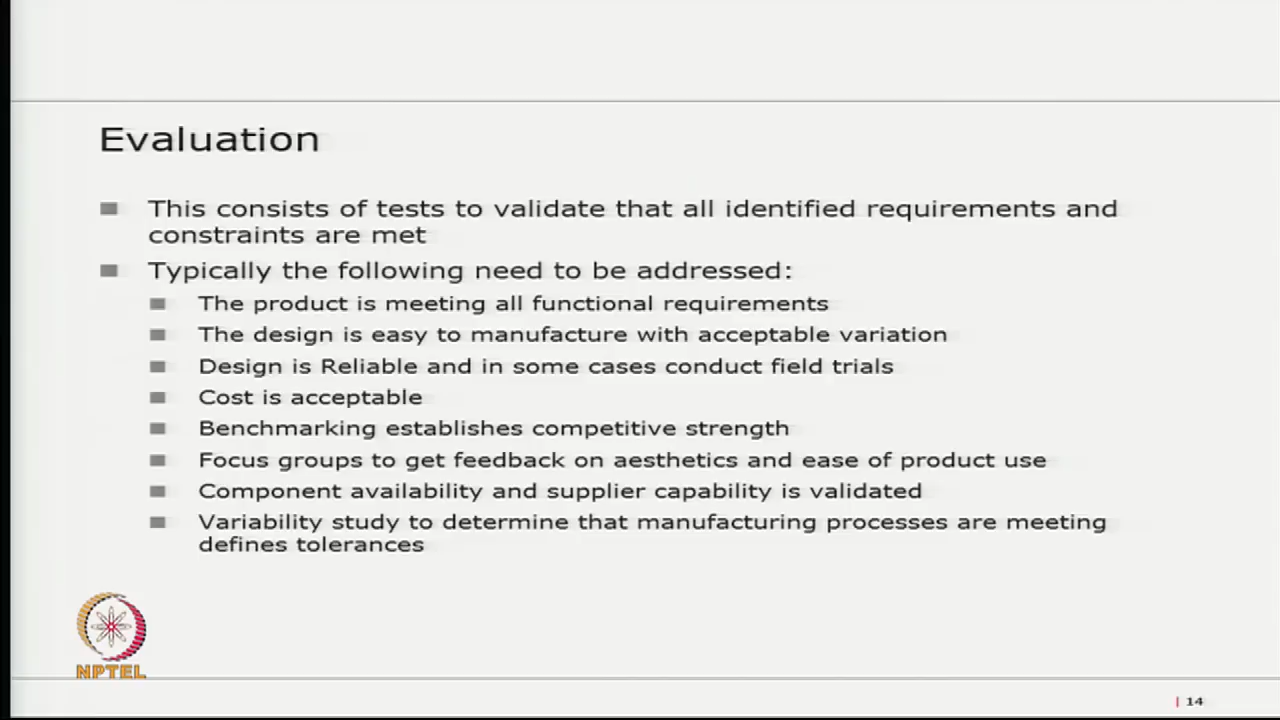 Evaluation
This consists of tests to validate that all identified requirements and
constraints are met
Typically the following need to be addressed:
The product is meeting all functional requirements
The design is easy to manufacture with acceptable variation
Design is Reliable and in some cases conduct field trials
Cost is acceptable
Benchmarking establishes competitive strength
Focus groups to get feedback on aesthetics and ease of product use
Component availability and supplier capability is validated
Variability study to determine that manufacturing processes are meeting
defines tolerances
NPTEL
| 14